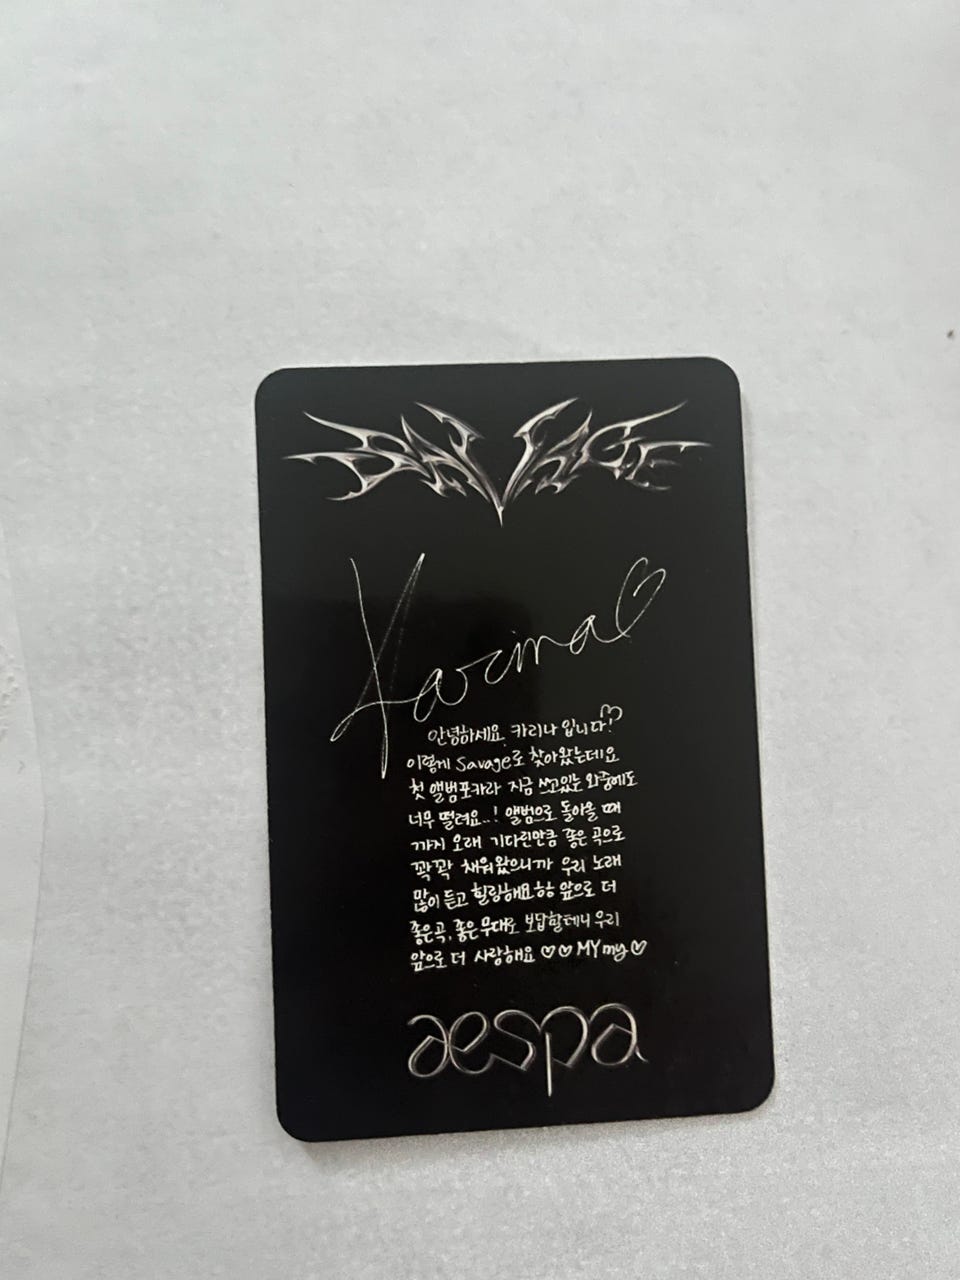 SAVAGE
Karina♡
안녕하세요, 카리나 입니다!♡
이렇게 savage로 찾아왔는데요
첫 앨범포카라 지금 쓰고있는 와중에도
너무 떨려요..! 앨범으로 돌아올 때
까지 오래 기다린만큼 좋은 곡으로
꽉꽉 채워왔으니까 우리 노래
많이 듣고 힐링해요ㅎㅎ 앞으로 더
좋은곡, 좋은 무대로 보답할테니 우리
앞으로 더 사랑해요 ♡♡ MY my ♡
aespa